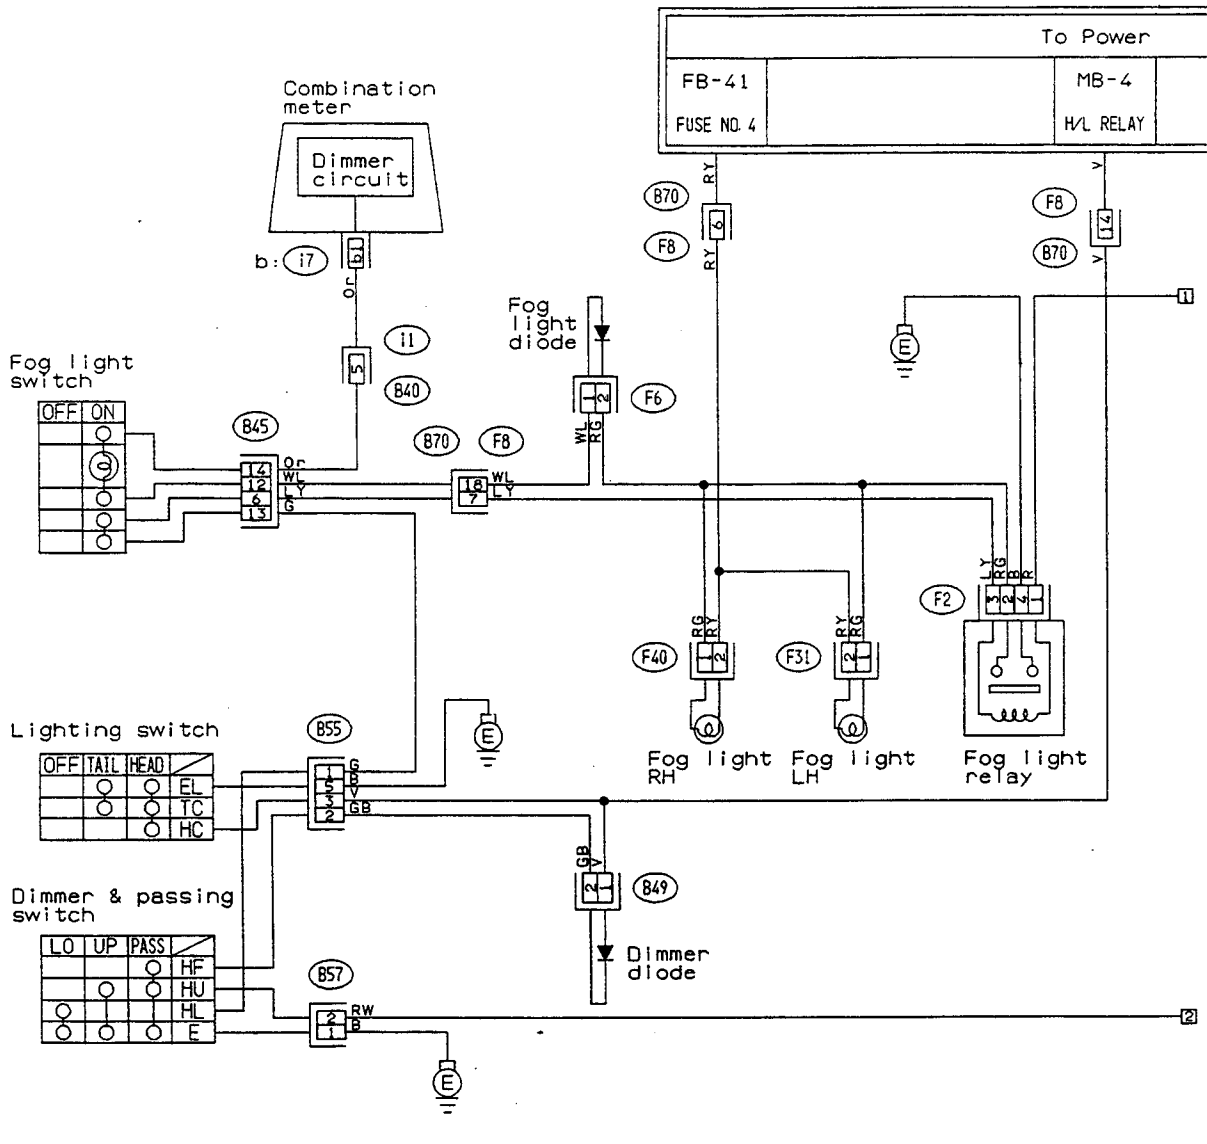 To Power
FB-41
MB-4
FUSE NO. 4
H/L RELAY
Combination
meter
Dimmer
circuit
b1
b:
i7
Or
i1
5
B40
RY
B70
6
F8
RY
V
F8
14
B70
V
1
Fog
light
diode
1
2
F6
WL
RG
E
Fog light
switch
OFF
ON
B45
14
Or
12
WL
6
LY
13
G
B70
F8
18
WL
7
LY
LY
RG
B
R
F2
3
2
4
1
RG
RY
F40
1
2
RY
RG
F31
2
1
Fog light
RH
Fog light
LH
Fog light
relay
Lighting switch
OFF
TAIL
HEAD
EL
TC
HC
B55
1
G
5
B
3
V
2
GB
E
GB
V
2
1
B49
Dimmer
diode
Dimmer & passing
switch
LO
UP
PASS
HF
HU
HL
E
B57
2
RW
1
B
2
E